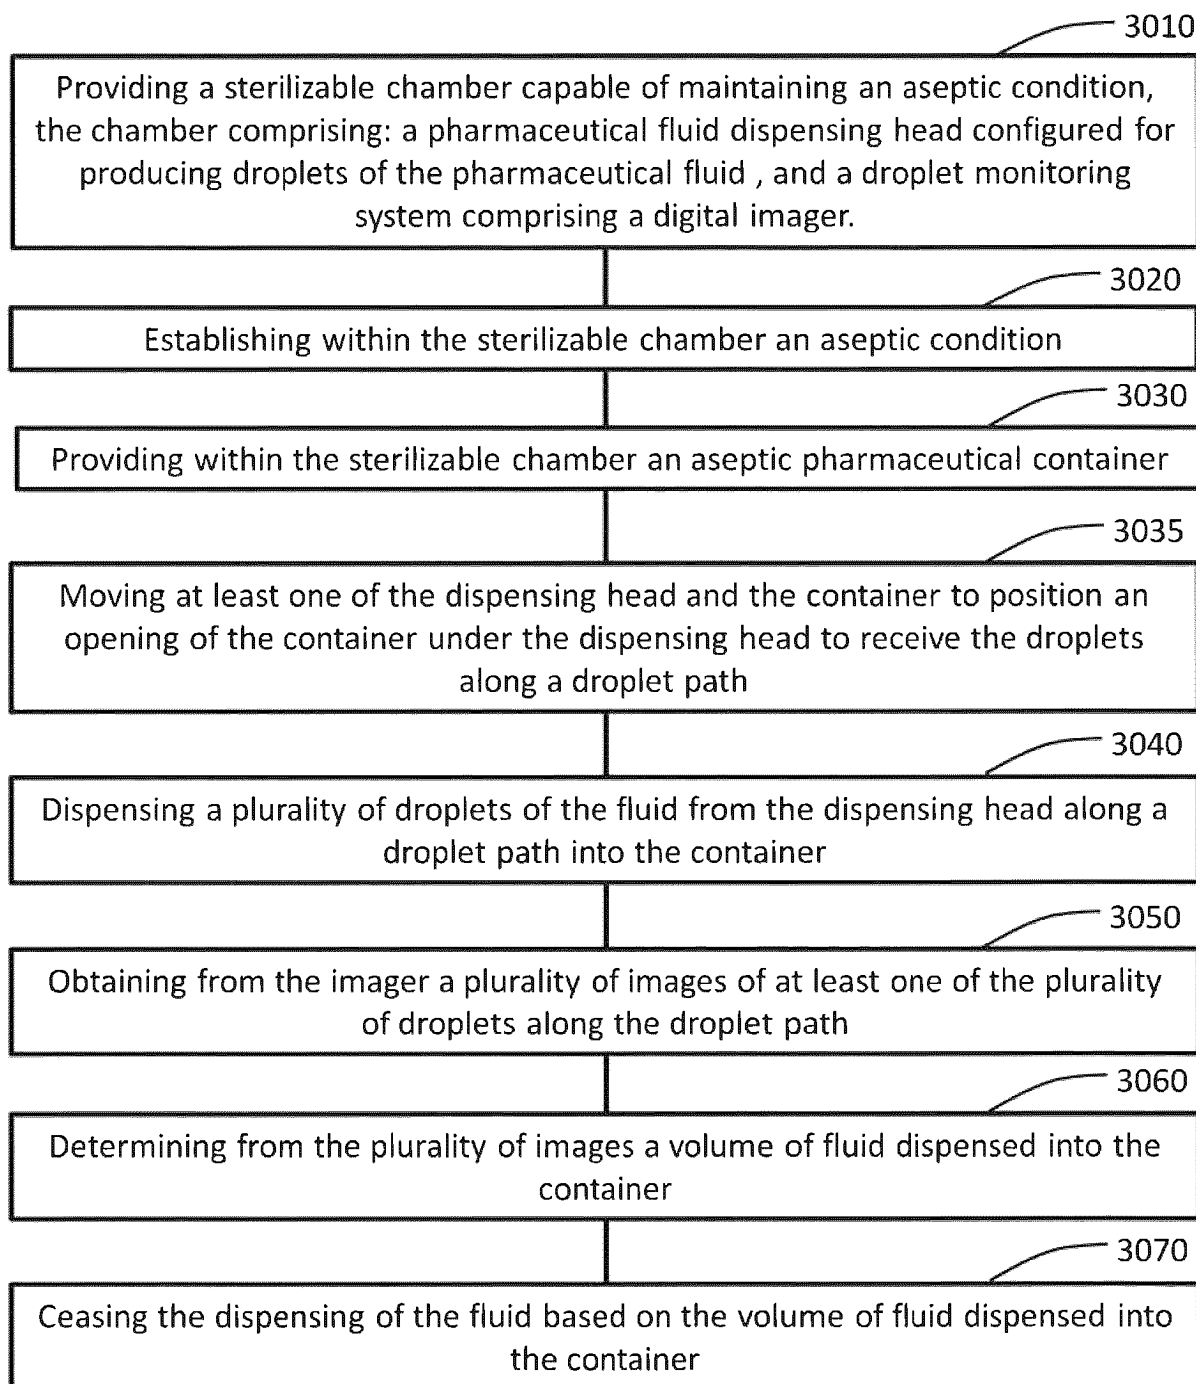 3010
Providing a sterilizable chamber capable of maintaining an aseptic condition,
the chamber comprising: a pharmaceutical fluid dispensing head configured for
producing droplets of the pharmaceutical fluid , and a droplet monitoring
system comprising a digital imager.
3020
Establishing within the sterilizable chamber an aseptic condition
3030
Providing within the sterilizable chamber an aseptic pharmaceutical container
3035
Moving at least one of the dispensing head and the container to position an
opening of the container under the dispensing head to receive the droplets
along a droplet path
3040
Dispensing a plurality of droplets of the fluid from the dispensing head along a
droplet path into the container
3050
Obtaining from the imager a plurality of images of at least one of the plurality
of droplets along the droplet path
3060
Determining from the plurality of images a volume of fluid dispensed into the
container
3070
Ceasing the dispensing of the fluid based on the volume of fluid dispensed into
the container